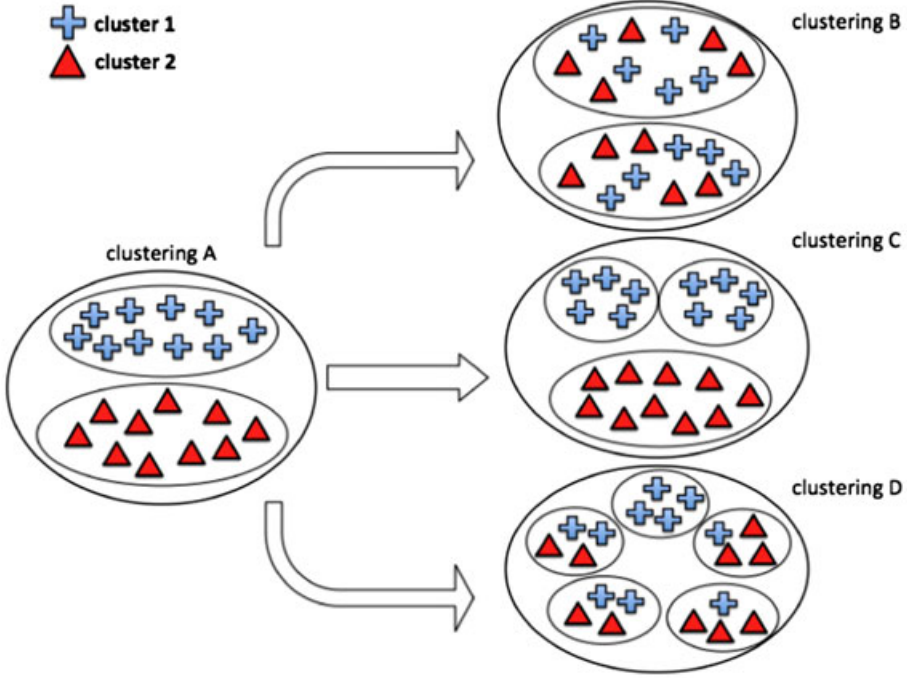 cluster 1
cluster 2
clustering B
clustering A
clustering C
clustering D